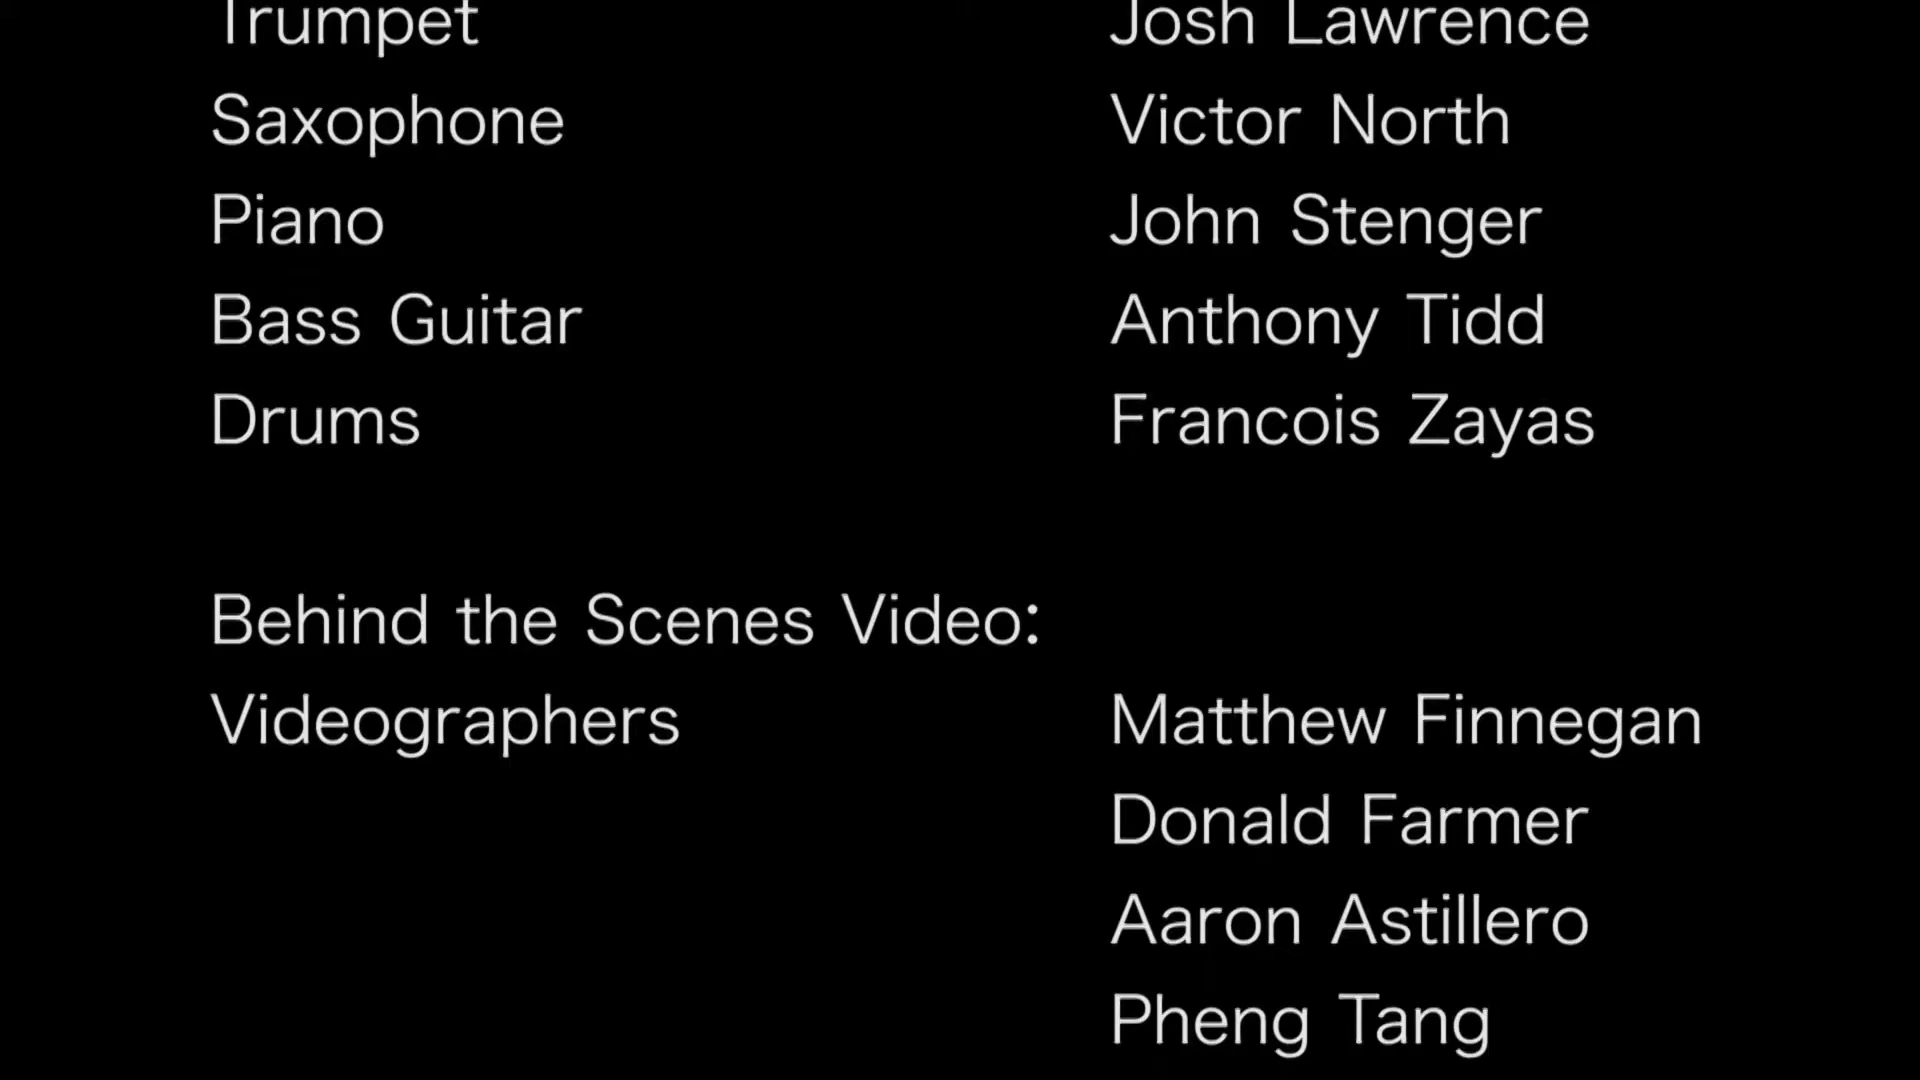 Trumpet Josh Lawrence
Saxophone Victor North
Piano John Stenger
Bass Guitar Anthony Tidd
Drums Francois Zayas
Behind the Scenes Video:
Videographers Matthew Finnegan
Donald Farmer
Aaron Astillero
Pheng Tang